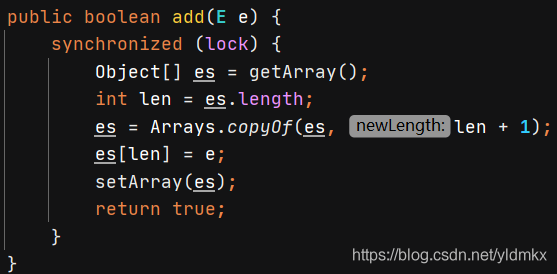 public boolean add(E e) {
    synchronized (lock) {
        Object[] es = getArray();
        int len = es.length;
        es = Arrays.copyOf(es, newLength: len + 1);
        es[len] = e;
        setArray(es);
        return true;
    }
}
https://blog.csdn.net/yldmkx